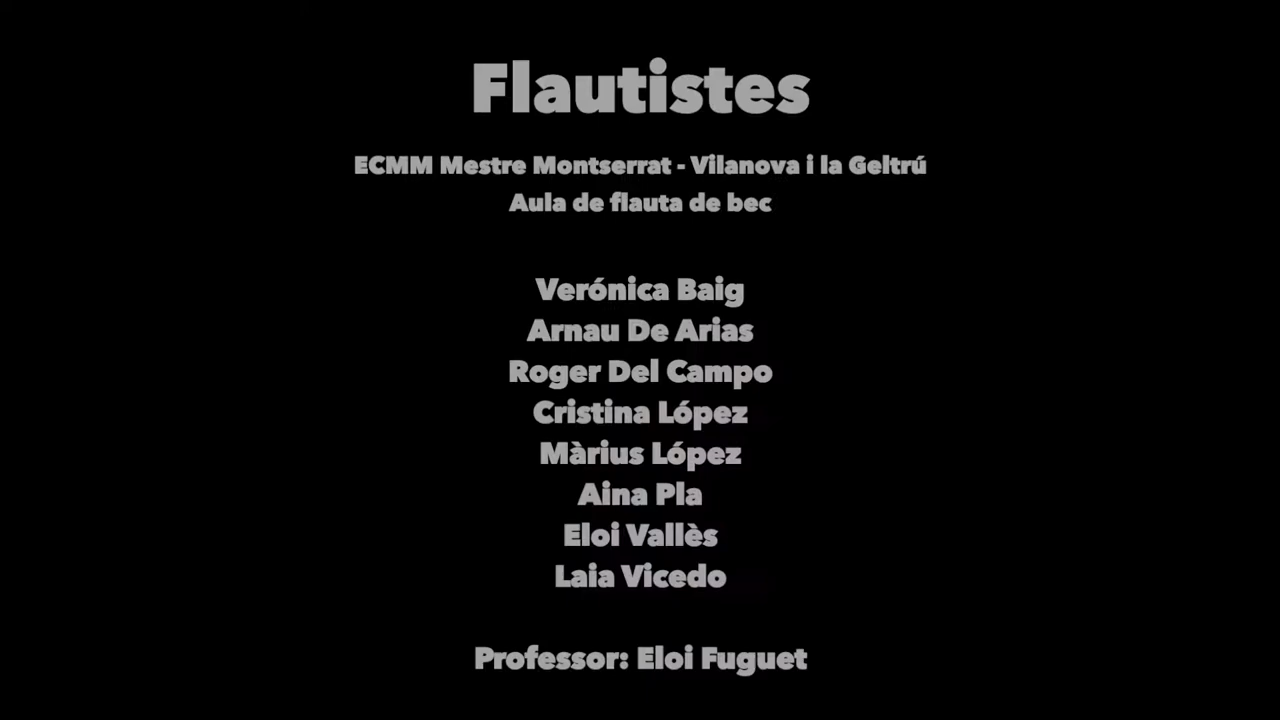 Flautistes
ECMM Mestre Montserrat - Vilanova i la Geltrú
Aula de flauta de bec
Verónica Baig
Arnau De Arias
Roger Del Campo
Cristina López
Màrius López
Aina Pla
Eloi Vallès
Laia Vicedo
Professor: Eloi Fuguet